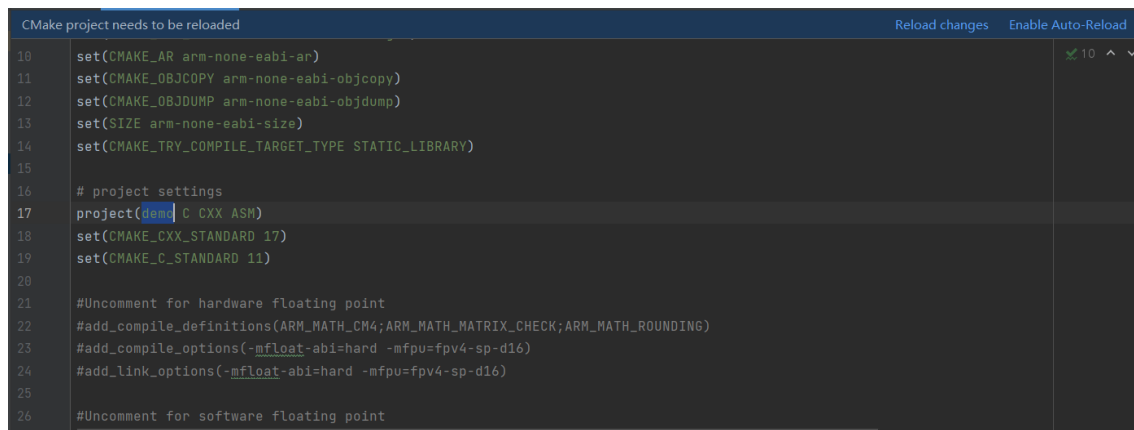 CMake project needs to be reloaded Reload changes Enable Auto-Reload
10 set(CMAKE_AR arm-none-eabi-ar) 10
11 set(CMAKE_OBJCOPY arm-none-eabi-objcopy)
12 set(CMAKE_OBJDUMP arm-none-eabi-objdump)
13 set(SIZE arm-none-eabi-size)
14 set(CMAKE_TRY_COMPILE_TARGET_TYPE STATIC_LIBRARY)
15
16 # project settings
17 project(demo C CXX ASM)
18 set(CMAKE_CXX_STANDARD 17)
19 set(CMAKE_C_STANDARD 11)
20
21 #Uncomment for hardware floating point
22 #add_compile_definitions(ARM_MATH_CM4;ARM_MATH_MATRIX_CHECK;ARM_MATH_ROUNDING)
23 #add_compile_options(-mfloat-abi=hard -mfpu=fpv4-sp-d16)
24 #add_link_options(-mfloat-abi=hard -mfpu=fpv4-sp-d16)
25
26 #Uncomment for software floating point